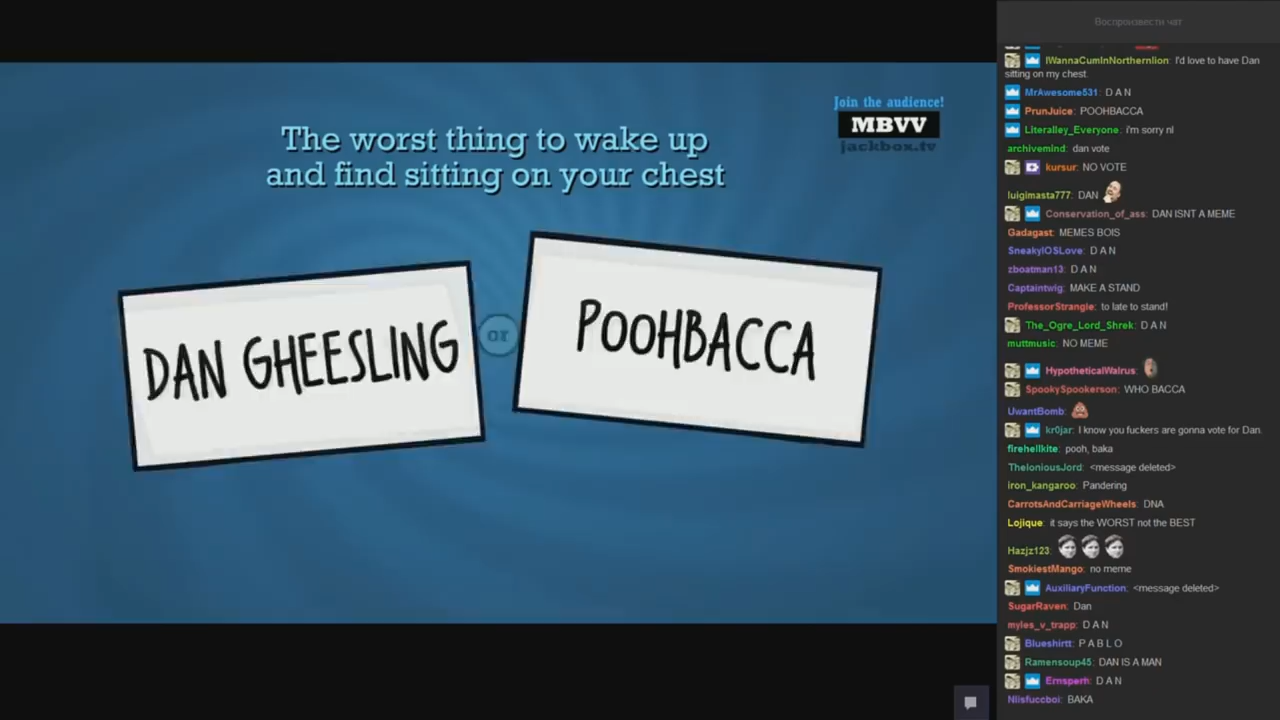 Воспроизвести чат
Join the audience!
MBVV
jackbox.tv
The worst thing to wake up
and find sitting on your chest
DAN GHEESLING
or
POOHBACCA
IWannaCumInNorthernlion: I'd love to have Dan
sitting on my chest
MrAwesome531: D A N
PrunJuice: POOHBACCA
Literalley_Everyone: i'm sorry nl
archivemind: dan vote
kursur: NO VOTE
luigimasta777: DAN
Conservation_of_ass: DAN ISNT A MEME
Gadagast: MEMES BOIS
SneakyIOSLove: D A N
zboatman13: D A N
Captaintwig: MAKE A STAND
ProfessorStrangle: to late to stand!
The_Ogre_Lord_Shrek: D A N
muttmusic: NO MEME
HypotheticalWalrus:
SpookySpookerson: WHO BACCA
UwantBomb:
kr0jar: I know you fuckers are gonna vote for Dan.
firehellkite: pooh, baka
TheloniousJord: <message deleted>
iron_kangaroo: Pandering
CarrotsAndCarriageWheels: DNA
Lojique: it says the WORST not the BEST
Hazjz123:
SmokiestMango: no meme
AuxiliaryFunction: <message deleted>
SugarRaven: Dan
myles_v_trapp: D A N
Blueshirtt: P A B L O
Ramensoup45: DAN IS A MAN
Ernsperh: D A N
Nlisfuccboi: BAKA